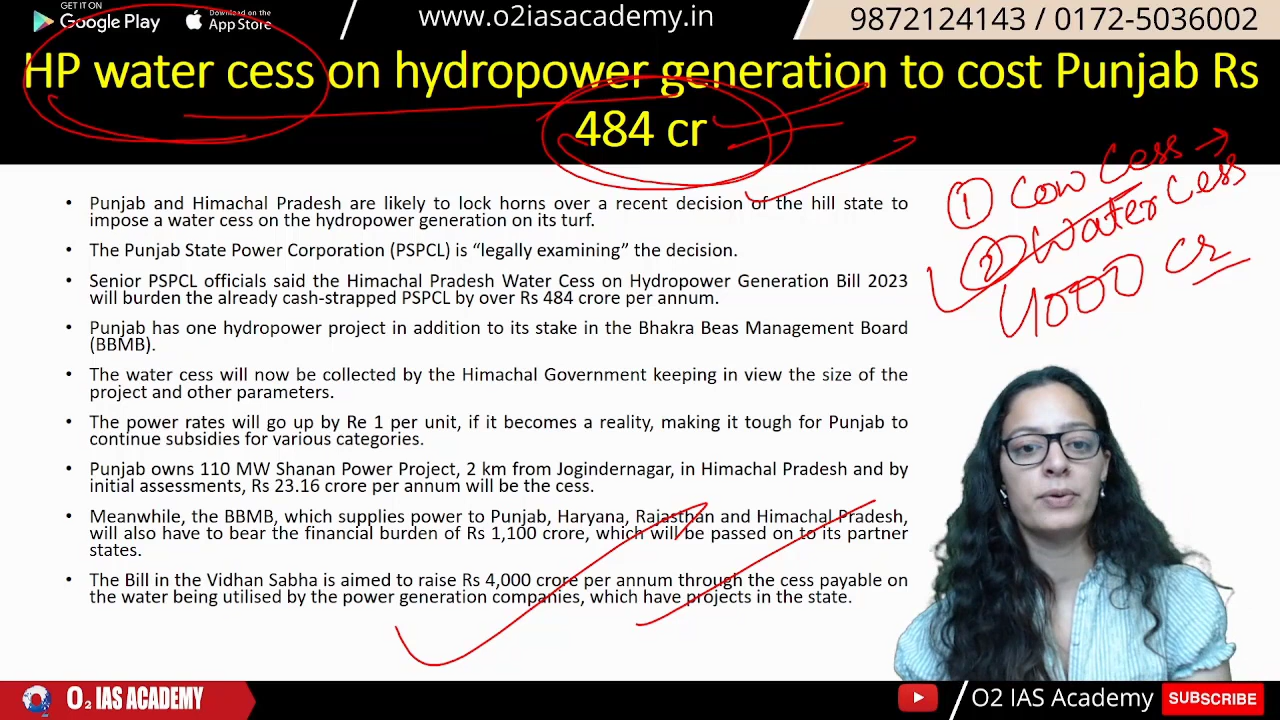 GET IT ON
Google Play
Download on the
App Store
www.o2iasacademy.in
9872124143 / 0172-5036002
HP water cess on hydropower generation to cost Punjab Rs
484 cr
① Cow Cess →
② Water Cess
4000 cr
• Punjab and Himachal Pradesh are likely to lock horns over a recent decision of the hill state to
impose a water cess on the hydropower generation on its turf.
• The Punjab State Power Corporation (PSPCL) is “legally examining” the decision.
• Senior PSPCL officials said the Himachal Pradesh Water Cess on Hydropower Generation Bill 2023
will burden the already cash-strapped PSPCL by over Rs 484 crore per annum.
• Punjab has one hydropower project in addition to its stake in the Bhakra Beas Management Board
(BBMB).
• The water cess will now be collected by the Himachal Government keeping in view the size of the
project and other parameters.
• The power rates will go up by Re 1 per unit, if it becomes a reality, making it tough for Punjab to
continue subsidies for various categories.
• Punjab owns 110 MW Shanan Power Project, 2 km from Jogindernagar, in Himachal Pradesh and by
initial assessments, Rs 23.16 crore per annum will be the cess.
• Meanwhile, the BBMB, which supplies power to Punjab, Haryana, Rajasthan and Himachal Pradesh,
will also have to bear the financial burden of Rs 1,100 crore, which will be passed on to its partner
states.
• The Bill in the Vidhan Sabha is aimed to raise Rs 4,000 crore per annum through the cess payable on
the water being utilised by the power generation companies, which have projects in the state.
O2 IAS ACADEMY
O2 IAS Academy
SUBSCRIBE